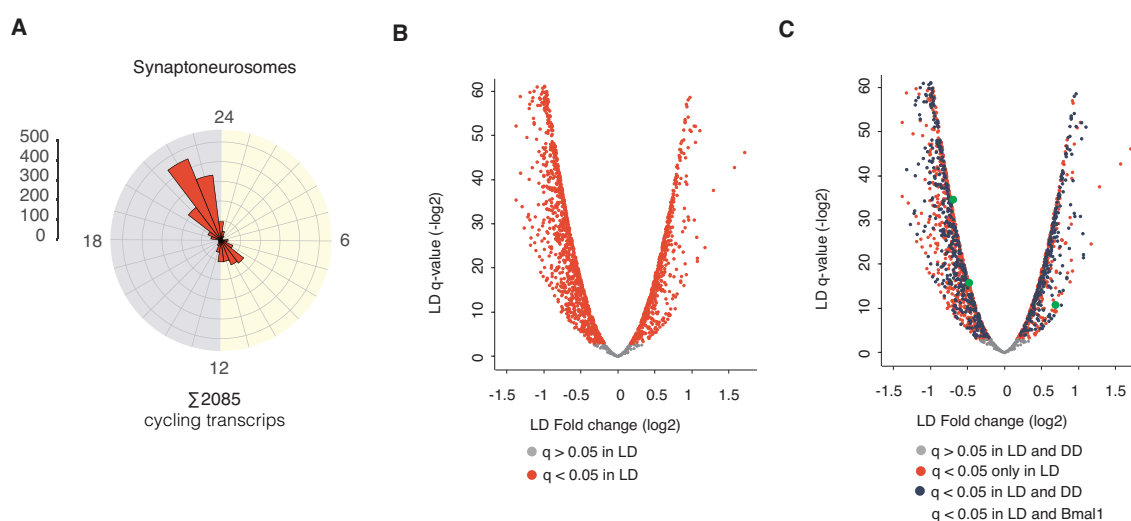 A
Synaptoneurosomes
24
500
400
300
200
100
0
18
6
12
∑2085
cycling transcrips
B
LD q-value (-log2)
60
50
40
30
20
10
0
-1.5
-1
-0.5
0
0.5
1
1.5
LD Fold change (log2)
q > 0.05 in LD
q < 0.05 in LD
C
LD q-value (-log2)
60
50
40
30
20
10
0
-1.5
-1
-0.5
0
0.5
1
1.5
LD Fold change (log2)
q > 0.05 in LD and DD
q < 0.05 only in LD
q < 0.05 in LD and DD
q < 0.05 in LD and Bmal1